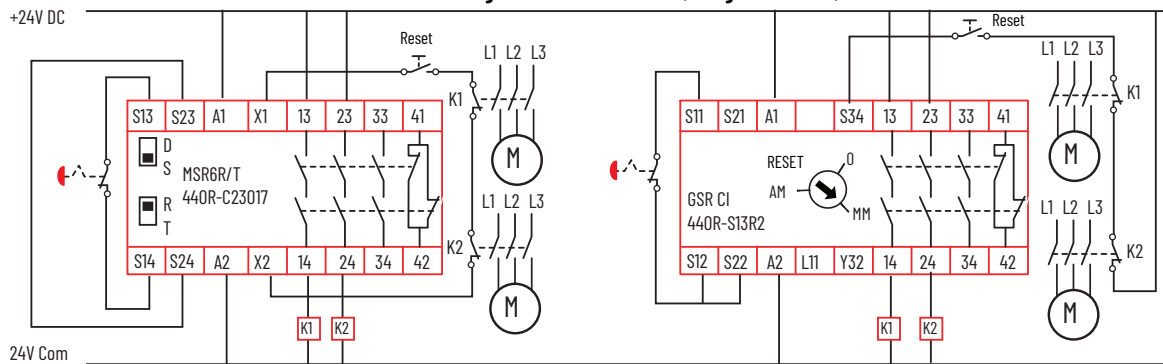 +24V DC
Reset
Reset
L1 L2 L3
L1 L2 L3
K1
K1
S13 S23 A1 X1 13 23 33 41
S11 S21 A1 S34 13 23 33 41
D
S
M
M
MSR6R/T
440R-C23017
RESET
O
AM
MM
GSR CI
440R-S13R2
R
T
L1 L2 L3
L1 L2 L3
K2
K2
S14 S24 A2 X2 14 24 34 42
S12 S22 A2 L11 Y32 14 24 34 42
M
M
K1 K2
K1 K2
24V Com